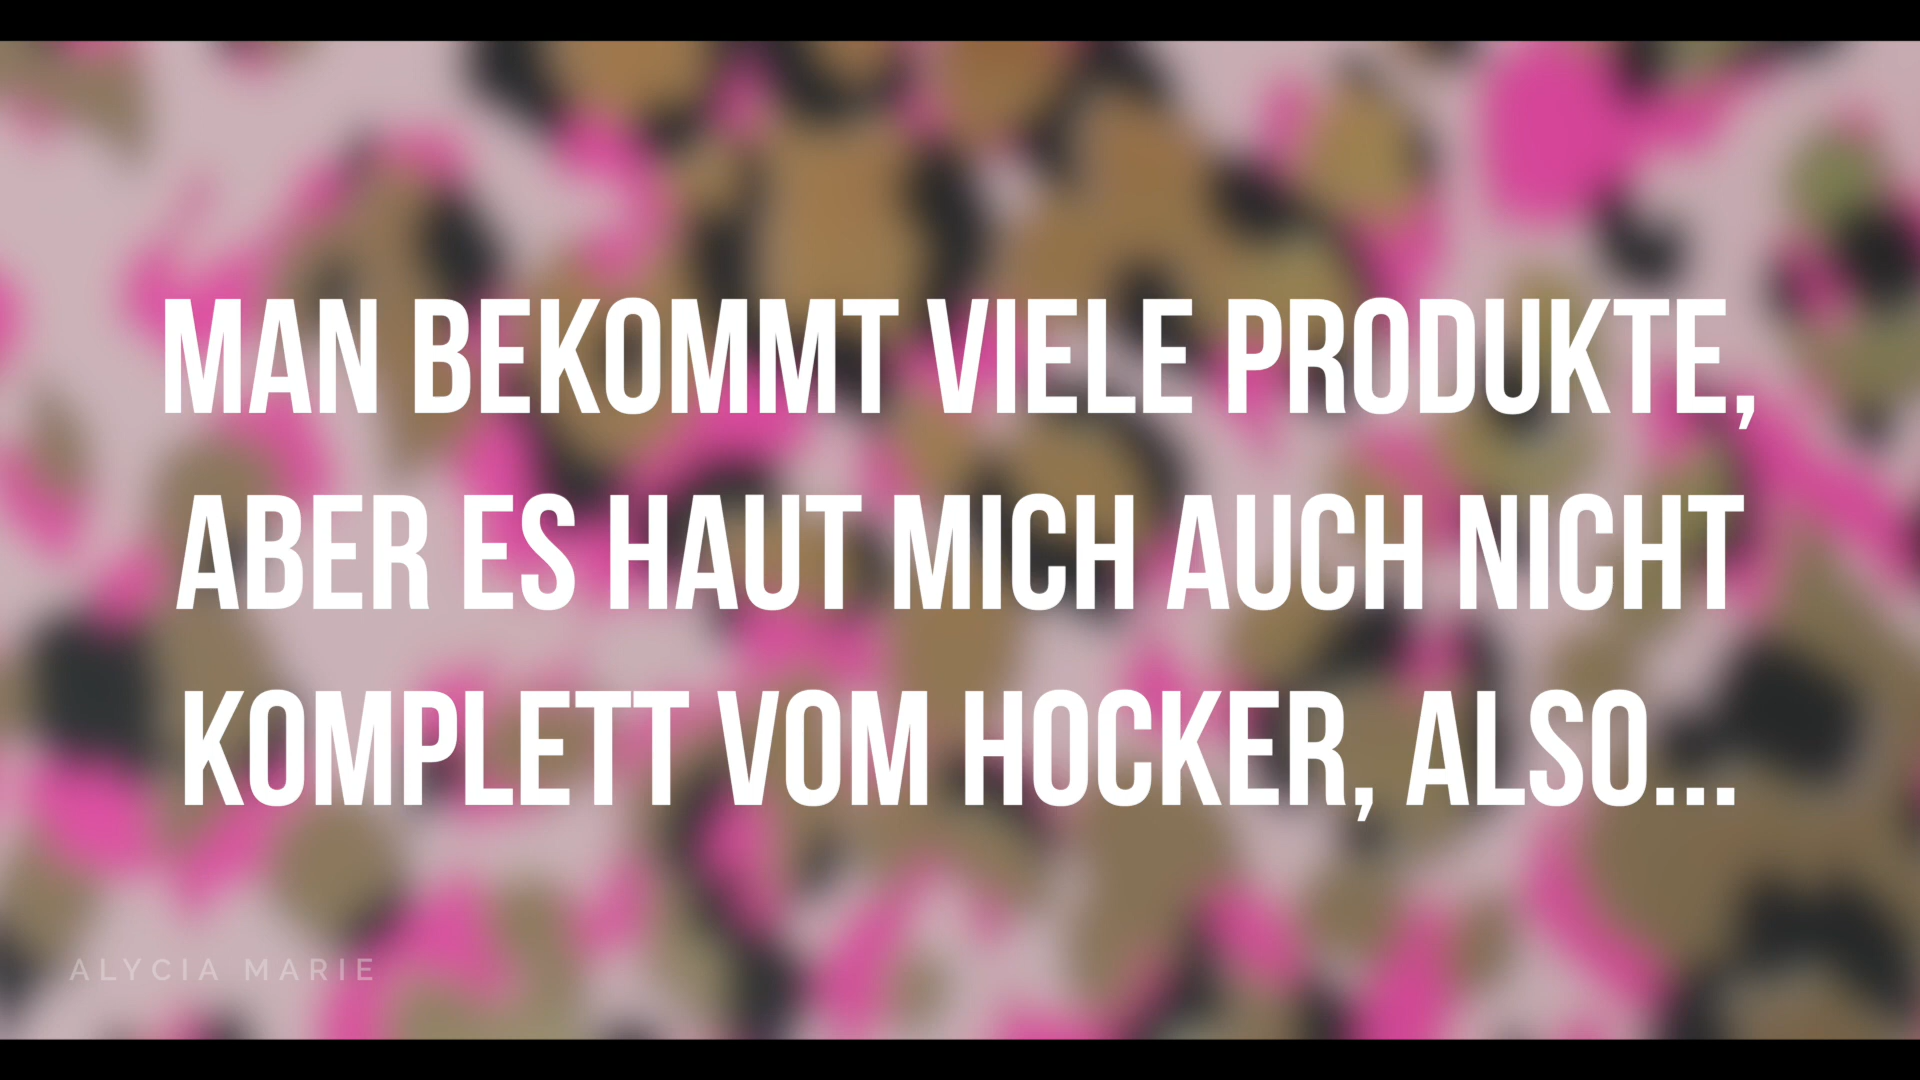 MAN BEKOMMT VIELE PRODUKTE,
ABER ES HAUT MICH AUCH NICHT
KOMPLETT VOM HOCKER, ALSO...
ALYCIA MARIE